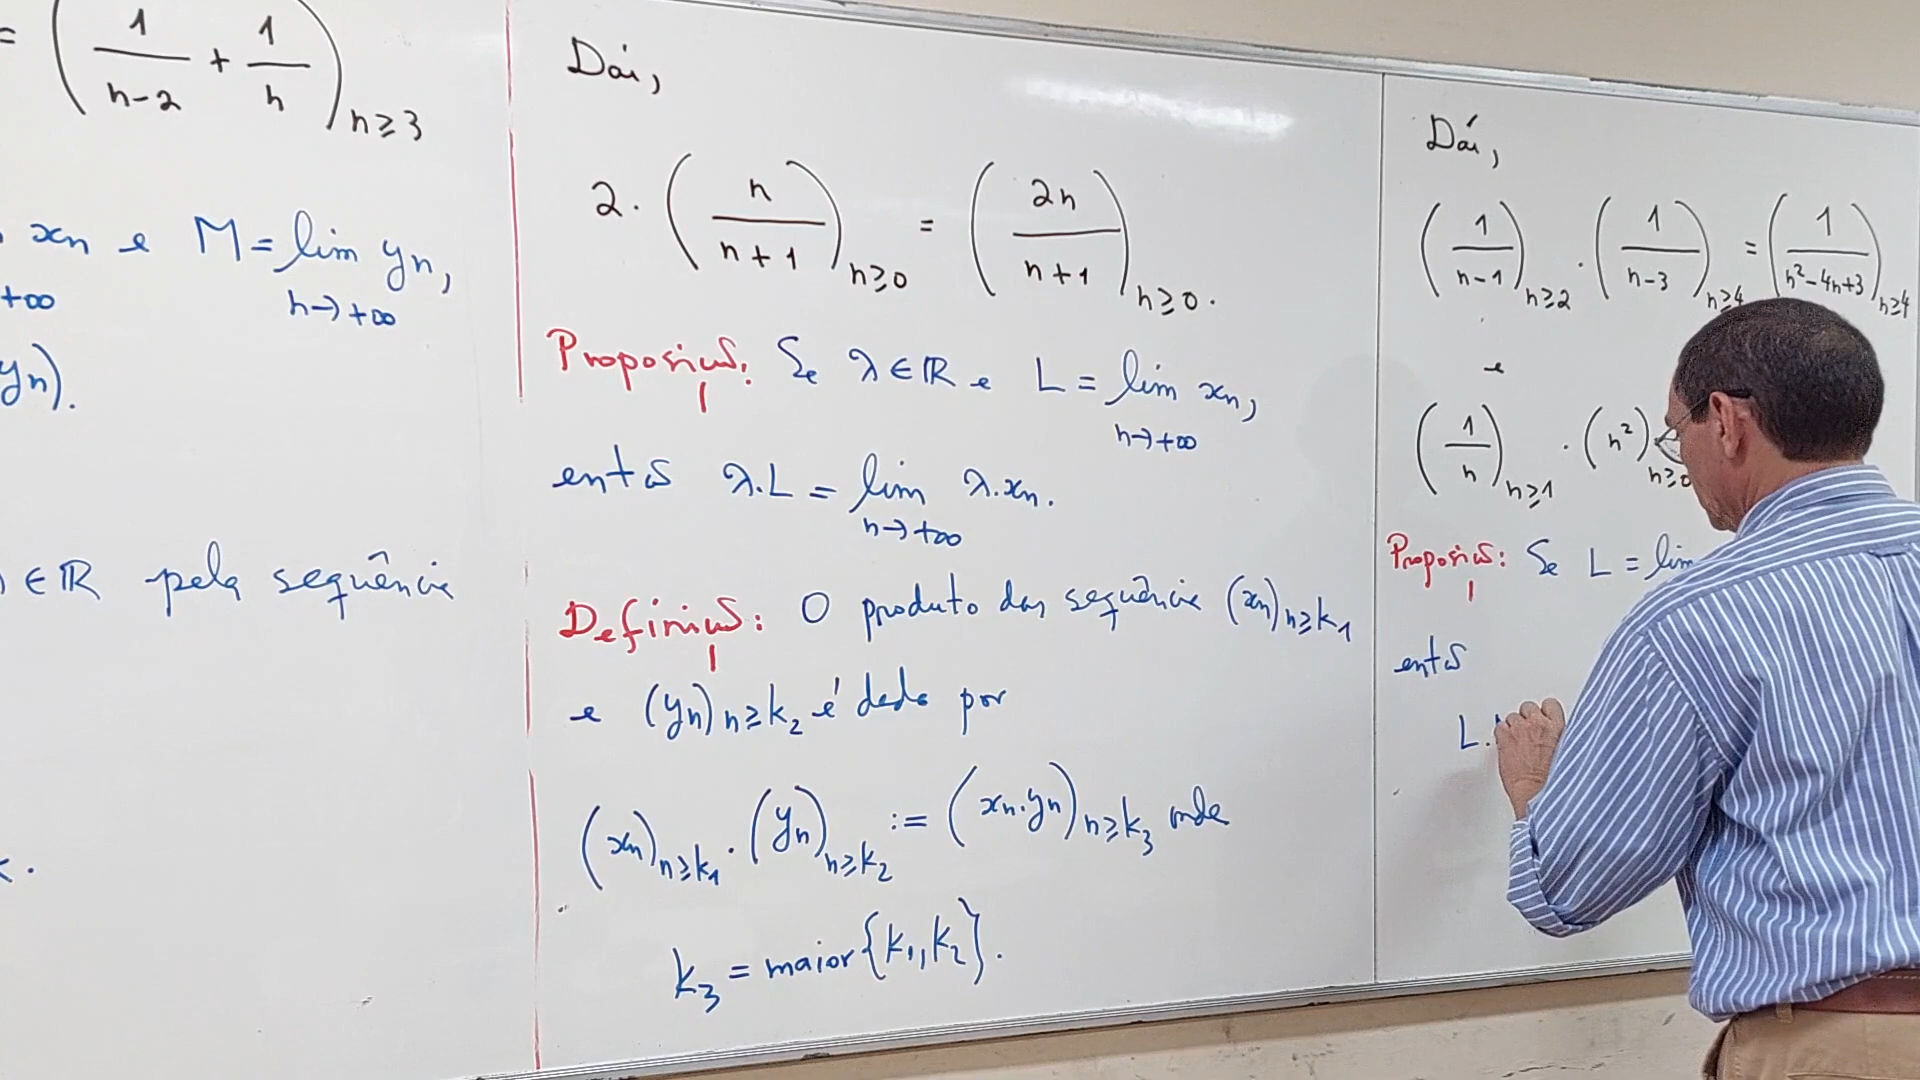 = ( 1/(n-2) + 1/n )n≥3
xn e M = lim yn,
+∞ n→+∞
yn).
∈ ℝ pela sequência
Daí,
2. ( n/(n+1) )n≥0 = ( 2n/(n+1) )n≥0.
Proposição: Se λ∈ℝ e L = lim xn,
n→+∞
então λ.L = lim λ.xn.
n→+∞
Definição: O produto das sequência (xn)n≥k1
e (yn)n≥k2 é dado por
(xn)n≥k1 . (yn)n≥k2 := (xn.yn)n≥k3 onde
k3 = maior{k1,k2}.
Daí,
( 1/(n-1) )n≥2 . ( 1/(n-3) )n≥4 = ( 1/(n²-4n+3) )n≥4
e
( 1/n )n≥1 . (n²)n≥0
Proposição: Se L = lim
então
L.